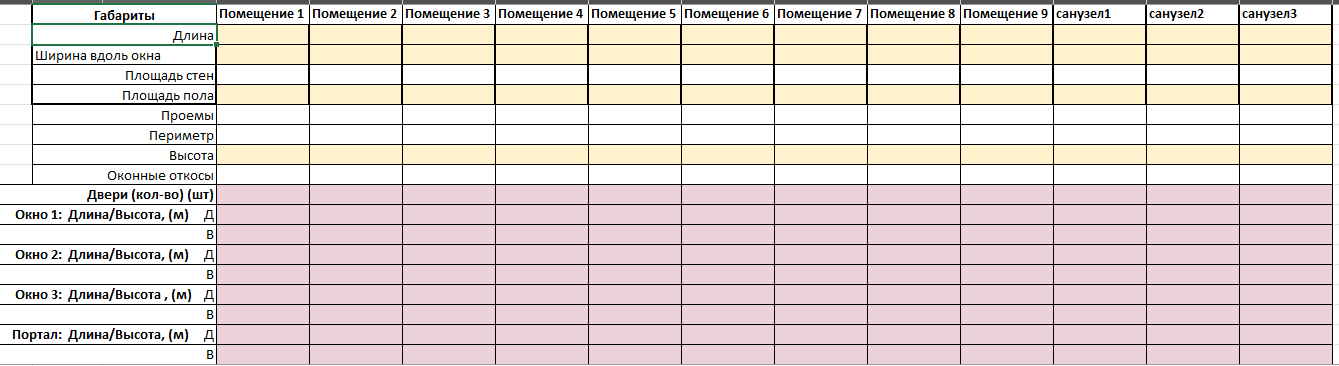 Габариты Помещение 1 Помещение 2 Помещение 3 Помещение 4 Помещение 5 Помещение 6 Помещение 7 Помещение 8 Помещение 9 санузел1 санузел2 санузел3
Длина
Ширина вдоль окна
Площадь стен
Площадь пола
Проемы
Периметр
Высота
Оконные откосы
Двери (кол-во) (шт)
Окно 1: Длина/Высота, (м) Д
В
Окно 2: Длина/Высота, (м) Д
В
Окно 3: Длина/Высота , (м) Д
В
Портал: Длина/Высота, (м) Д
В